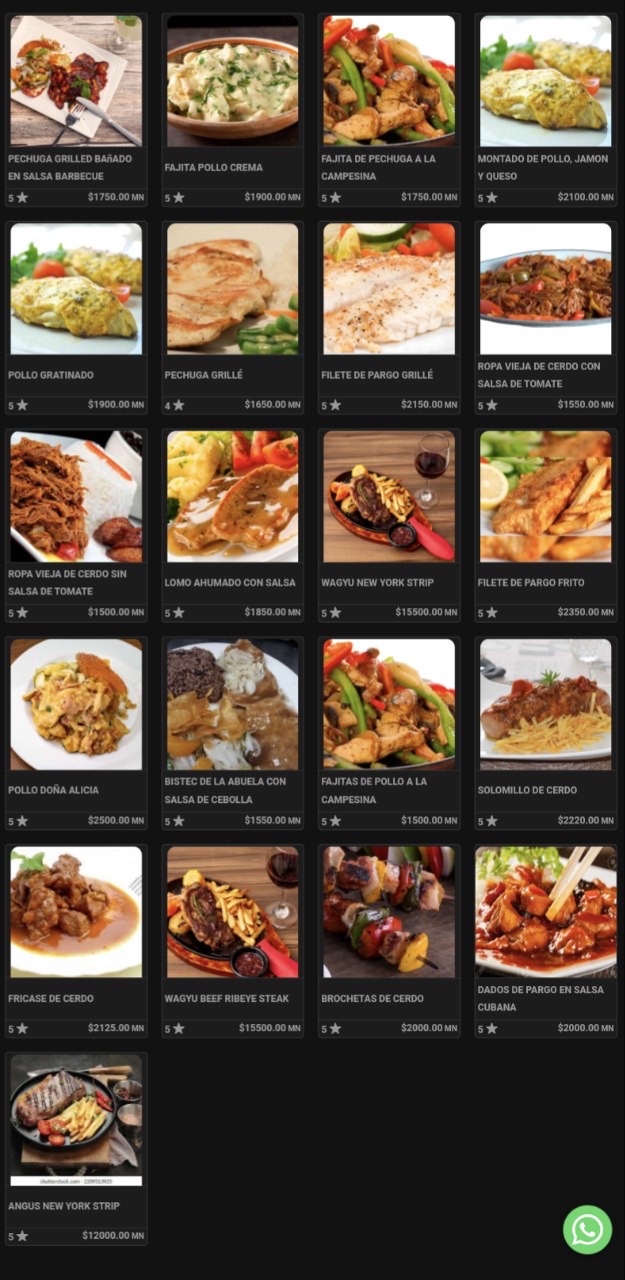 PECHUGA GRILLED BAñADO
EN SALSA BARBECUE
5 $1750.00 MN
FAJITA POLLO CREMA
5 $1900.00 MN
FAJITA DE PECHUGA A LA
CAMPESINA
5 $1750.00 MN
MONTADO DE POLLO, JAMON
Y QUESO
5 $2100.00 MN
POLLO GRATINADO
5 $1900.00 MN
PECHUGA GRILLÉ
4 $1650.00 MN
FILETE DE PARGO GRILLÉ
5 $2150.00 MN
ROPA VIEJA DE CERDO CON
SALSA DE TOMATE
5 $1550.00 MN
ROPA VIEJA DE CERDO SIN
SALSA DE TOMATE
5 $1500.00 MN
LOMO AHUMADO CON SALSA
5 $1850.00 MN
WAGYU NEW YORK STRIP
5 $15500.00 MN
FILETE DE PARGO FRITO
5 $2350.00 MN
POLLO DOÑA ALICIA
5 $2500.00 MN
BISTEC DE LA ABUELA CON
SALSA DE CEBOLLA
5 $1550.00 MN
FAJITAS DE POLLO A LA
CAMPESINA
5 $1500.00 MN
SOLOMILLO DE CERDO
5 $2220.00 MN
FRICASE DE CERDO
5 $2125.00 MN
WAGYU BEEF RIBEYE STEAK
5 $15500.00 MN
BROCHETAS DE CERDO
5 $2000.00 MN
DADOS DE PARGO EN SALSA
CUBANA
5 $2000.00 MN
shutterstock.com · 2209313925
ANGUS NEW YORK STRIP
5 $12000.00 MN